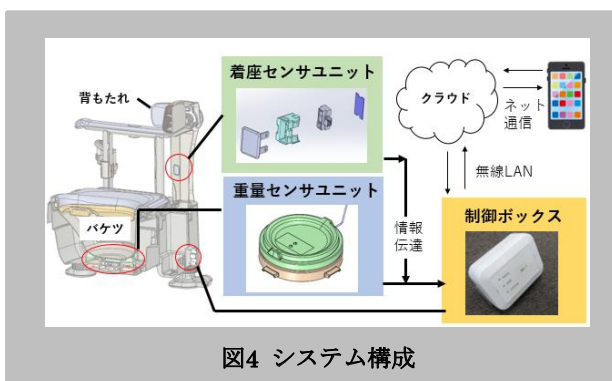 着座センサユニット
背もたれ
クラウド
ネット
通信
無線LAN
重量センサユニット
バケツ
情報
伝達
制御ボックス
図4 システム構成